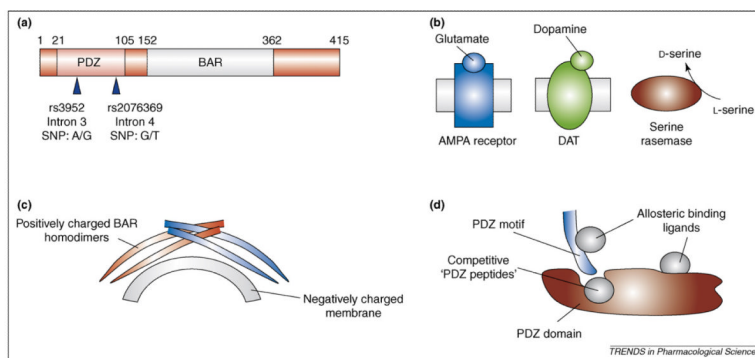 (a)
1 21 105 152 362 415
PDZ
BAR
rs3952
Intron 3
SNP: A/G
rs2076369
Intron 4
SNP: G/T
(b)
Glutamate
AMPA receptor
Dopamine
DAT
D-serine
L-serine
Serine
rasemase
(c)
Positively charged BAR
homodimers
Negatively charged
membrane
(d)
PDZ motif
Allosteric binding
ligands
Competitive
'PDZ peptides'
PDZ domain
TRENDS in Pharmacological Science